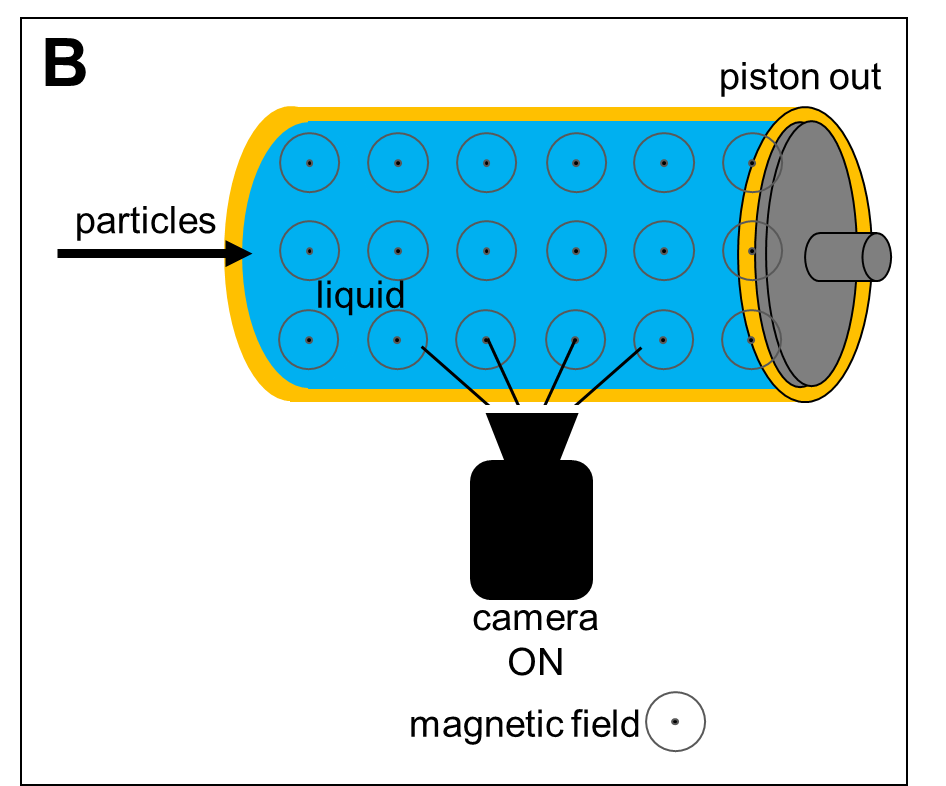 B
piston out
particles
liquid
camera
ON
magnetic field